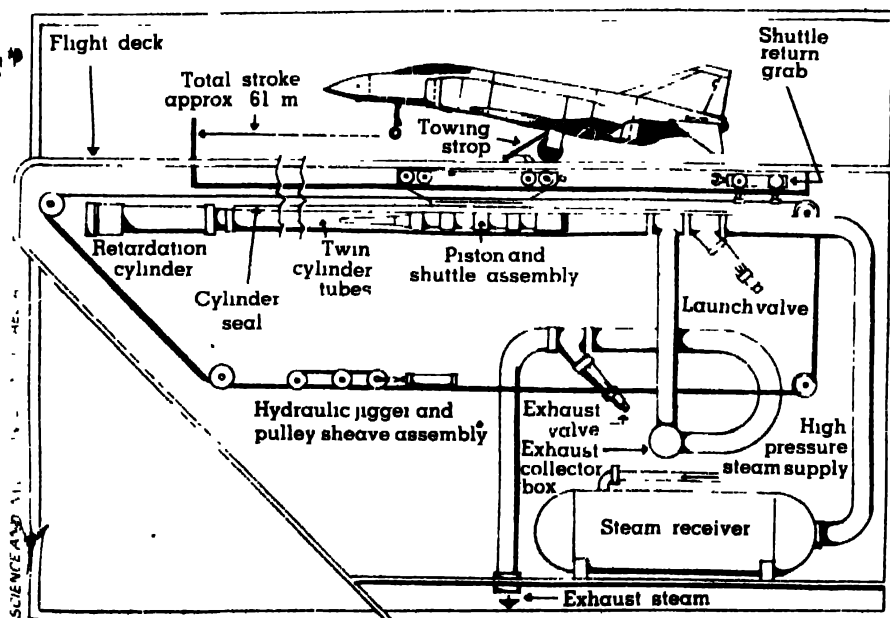 Flight deck
Shuttle
return
grab
Total stroke
approx 61 m
Towing
strop
Retardation
cylinder
Twin
cylinder
tubes
Piston and
shuttle assembly
Cylinder
seal
Launch valve
Hydraulic jigger and
pulley sheave assembly
Exhaust
valve
Exhaust
collector
box
High
pressure
steam supply
Steam receiver
Exhaust steam
SCIENCE AND